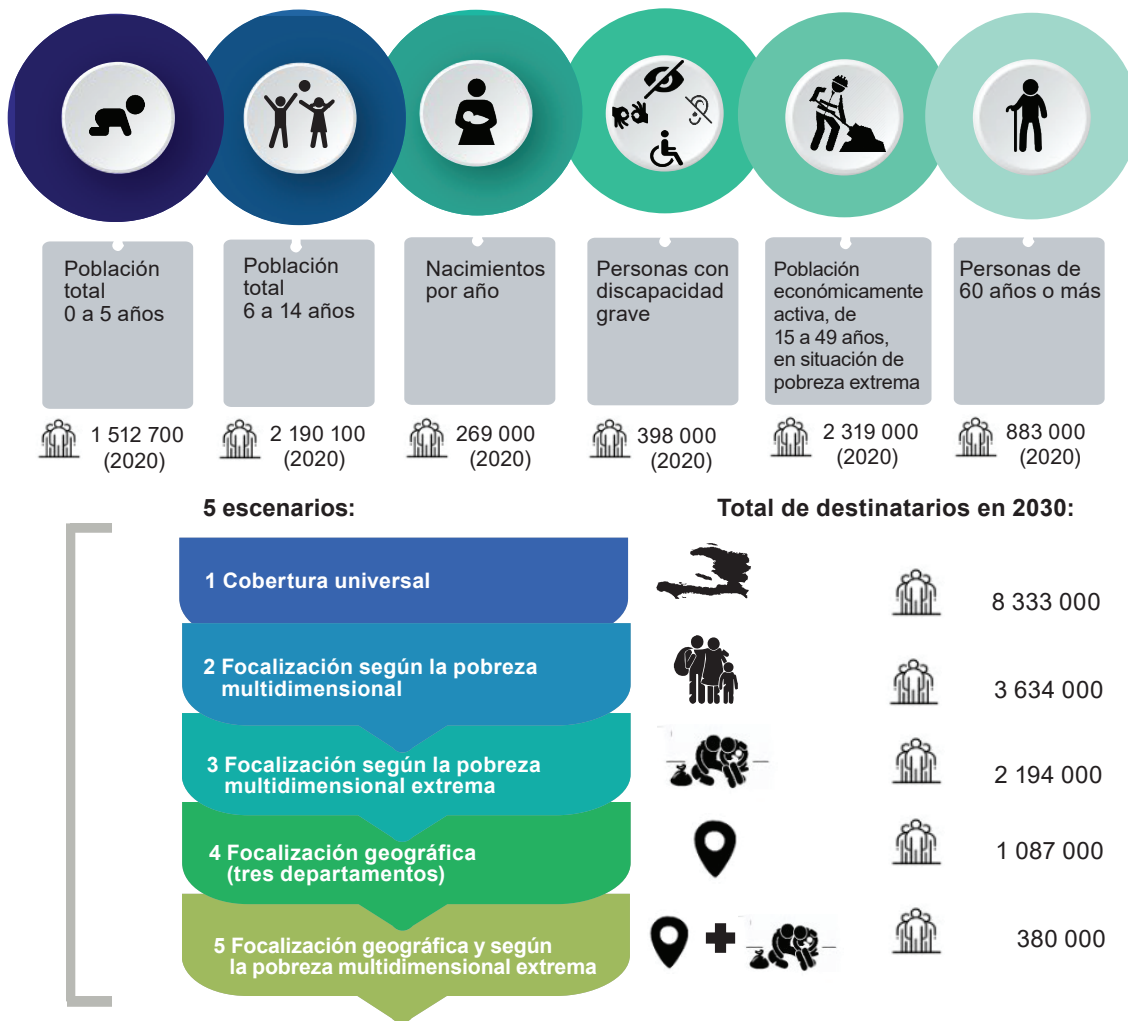 Población
total
0 a 5 años
Población
total
6 a 14 años
Nacimientos
por año
Personas con
discapacidad
grave
Población
económicamente
activa, de
15 a 49 años,
en situación de
pobreza extrema
Personas de
60 años o más
1 512 700
(2020)
2 190 100
(2020)
269 000
(2020)
398 000
(2020)
2 319 000
(2020)
883 000
(2020)
5 escenarios:
Total de destinatarios en 2030:
1 Cobertura universal
8 333 000
2 Focalización según la pobreza
multidimensional
3 634 000
3 Focalización según la pobreza
multidimensional extrema
2 194 000
4 Focalización geográfica
(tres departamentos)
1 087 000
5 Focalización geográfica y según
la pobreza multidimensional extrema
380 000